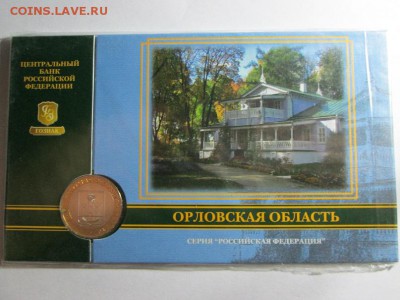 COINS.LAVE.RU
ЦЕНТРАЛЬНЫЙ
БАНК
РОССИЙСКОЙ
ФЕДЕРАЦИИ
ГОЗНАК
ОРЛОВСКАЯ ОБЛАСТЬ
СЕРИЯ "РОССИЙСКАЯ ФЕДЕРАЦИЯ"